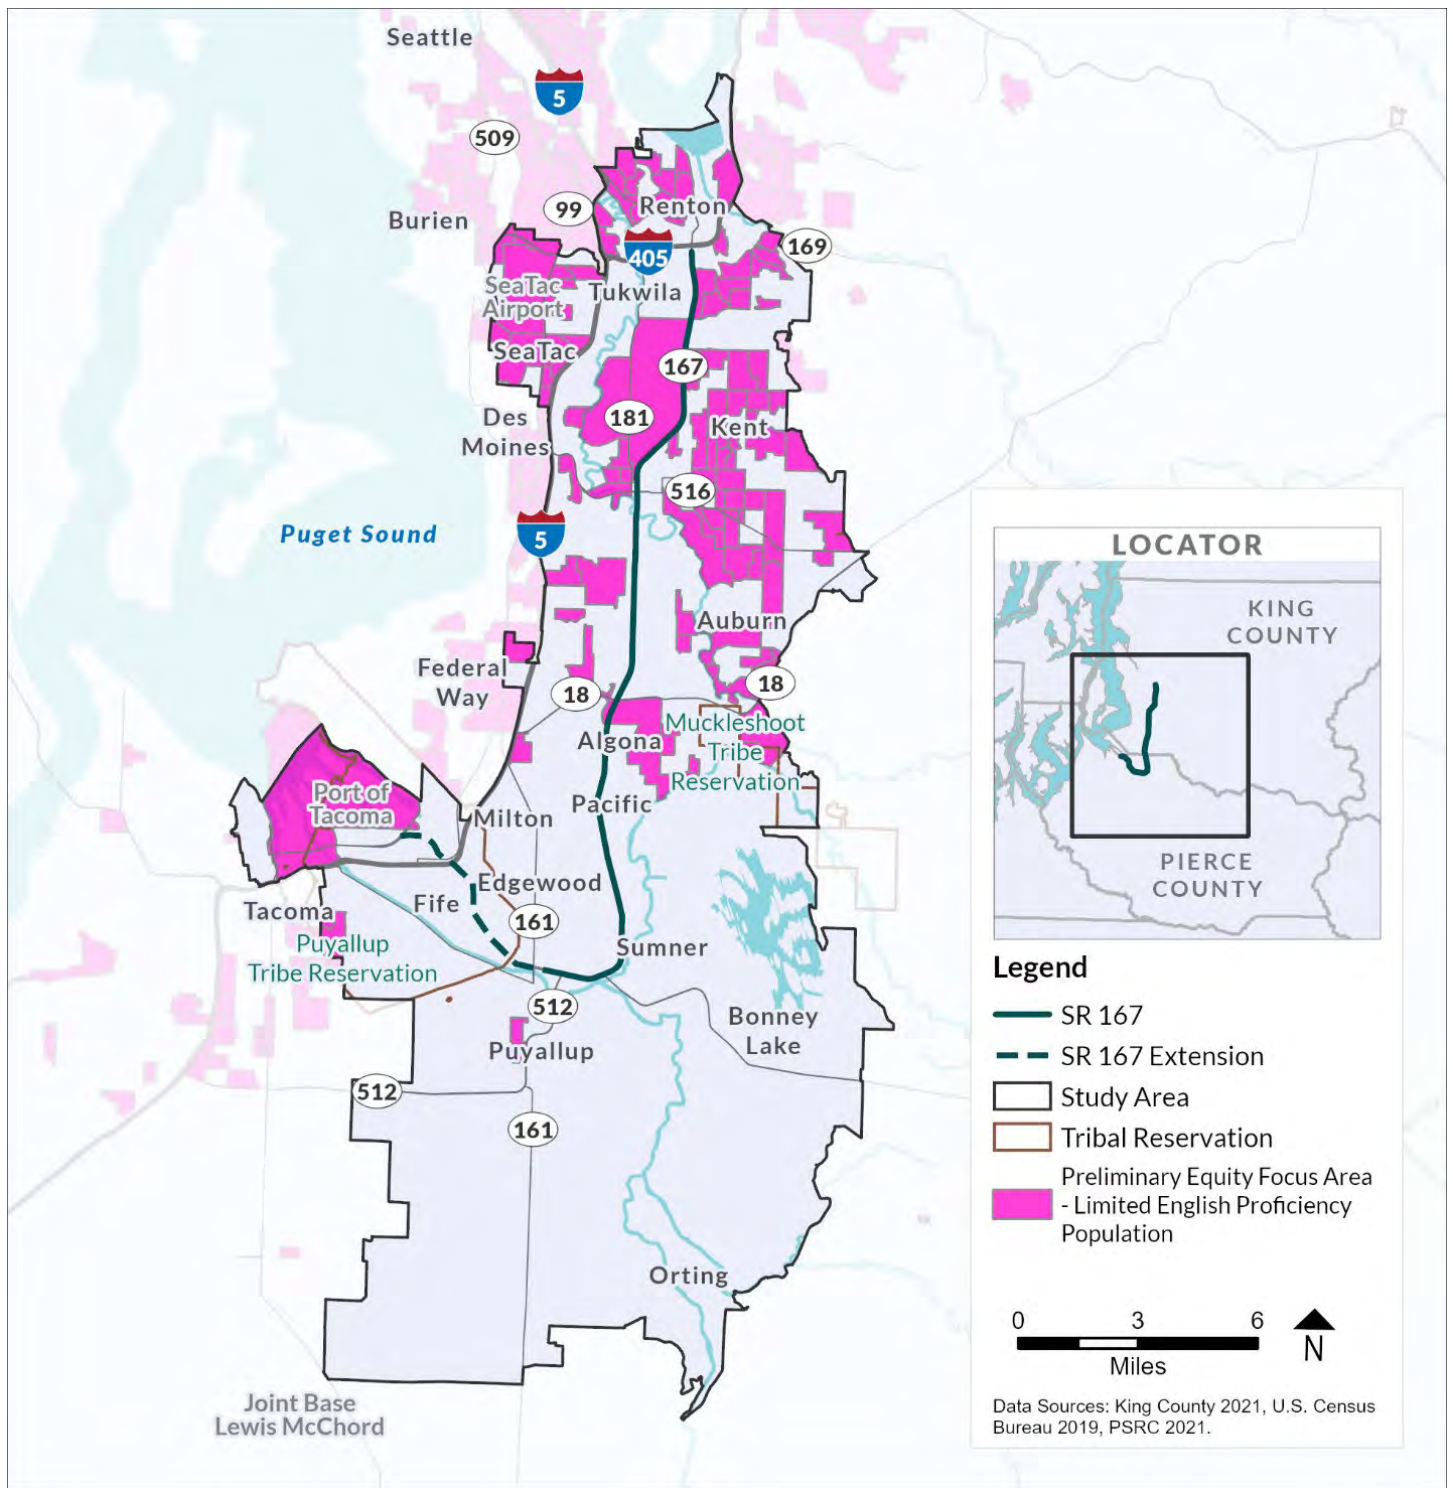 Seattle
5
509
99
Burien
Renton
405
169
SeaTac
Airport
Tukwila
SeaTac
167
181
Des
Moines
Kent
516
Puget Sound
5
Auburn
Federal
Way
18
18
Muckleshoot
Tribe
Reservation
Algona
Port of
Tacoma
Pacific
Milton
Edgewood
Fife
Tacoma
161
Puyallup
Tribe Reservation
Sumner
512
Bonney
Lake
Puyallup
512
161
Orting
Joint Base
Lewis McChord
LOCATOR
KING
COUNTY
PIERCE
COUNTY
Legend
SR 167
SR 167 Extension
Study Area
Tribal Reservation
Preliminary Equity Focus Area
- Limited English Proficiency
Population
0 3 6
Miles
N
Data Sources: King County 2021, U.S. Census
Bureau 2019, PSRC 2021.